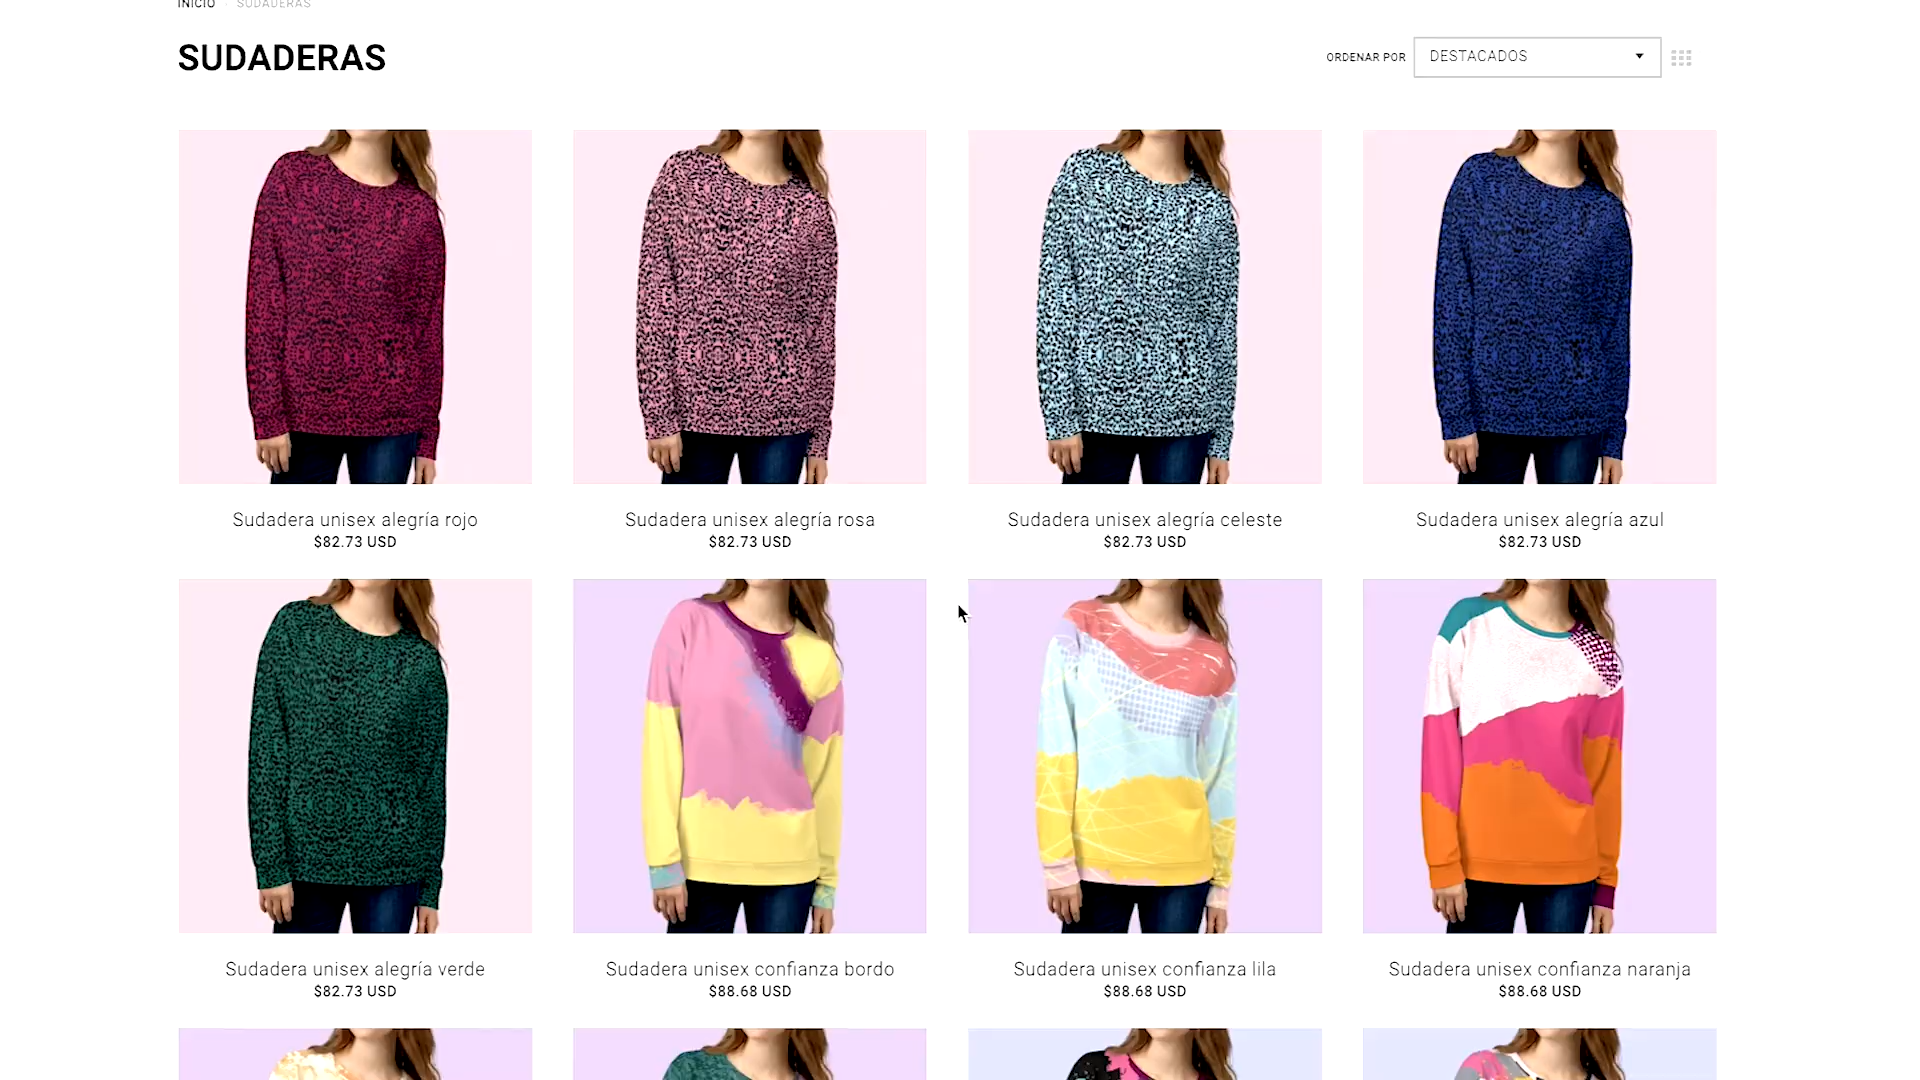 INICIO · SUDADERAS
SUDADERAS
ORDENAR POR
DESTACADOS
Sudadera unisex alegría rojo
$82.73 USD
Sudadera unisex alegría rosa
$82.73 USD
Sudadera unisex alegría celeste
$82.73 USD
Sudadera unisex alegría azul
$82.73 USD
Sudadera unisex alegría verde
$82.73 USD
Sudadera unisex confianza bordo
$88.68 USD
Sudadera unisex confianza lila
$88.68 USD
Sudadera unisex confianza naranja
$88.68 USD